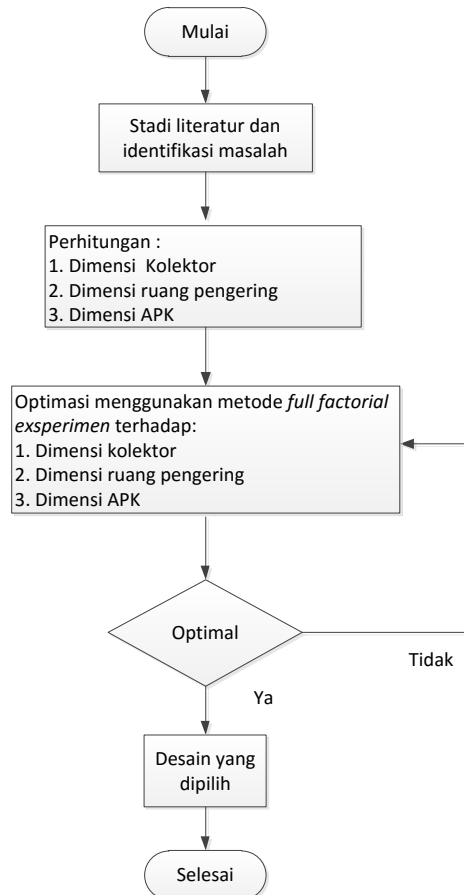 Mulai
Stadi literatur dan
identifikasi masalah
Perhitungan :
1. Dimensi Kolektor
2. Dimensi ruang pengering
3. Dimensi APK
Optimasi menggunakan metode full factorial
exsperimen terhadap:
1. Dimensi kolektor
2. Dimensi ruang pengering
3. Dimensi APK
Optimal
Tidak
Ya
Desain yang
dipilih
Selesai